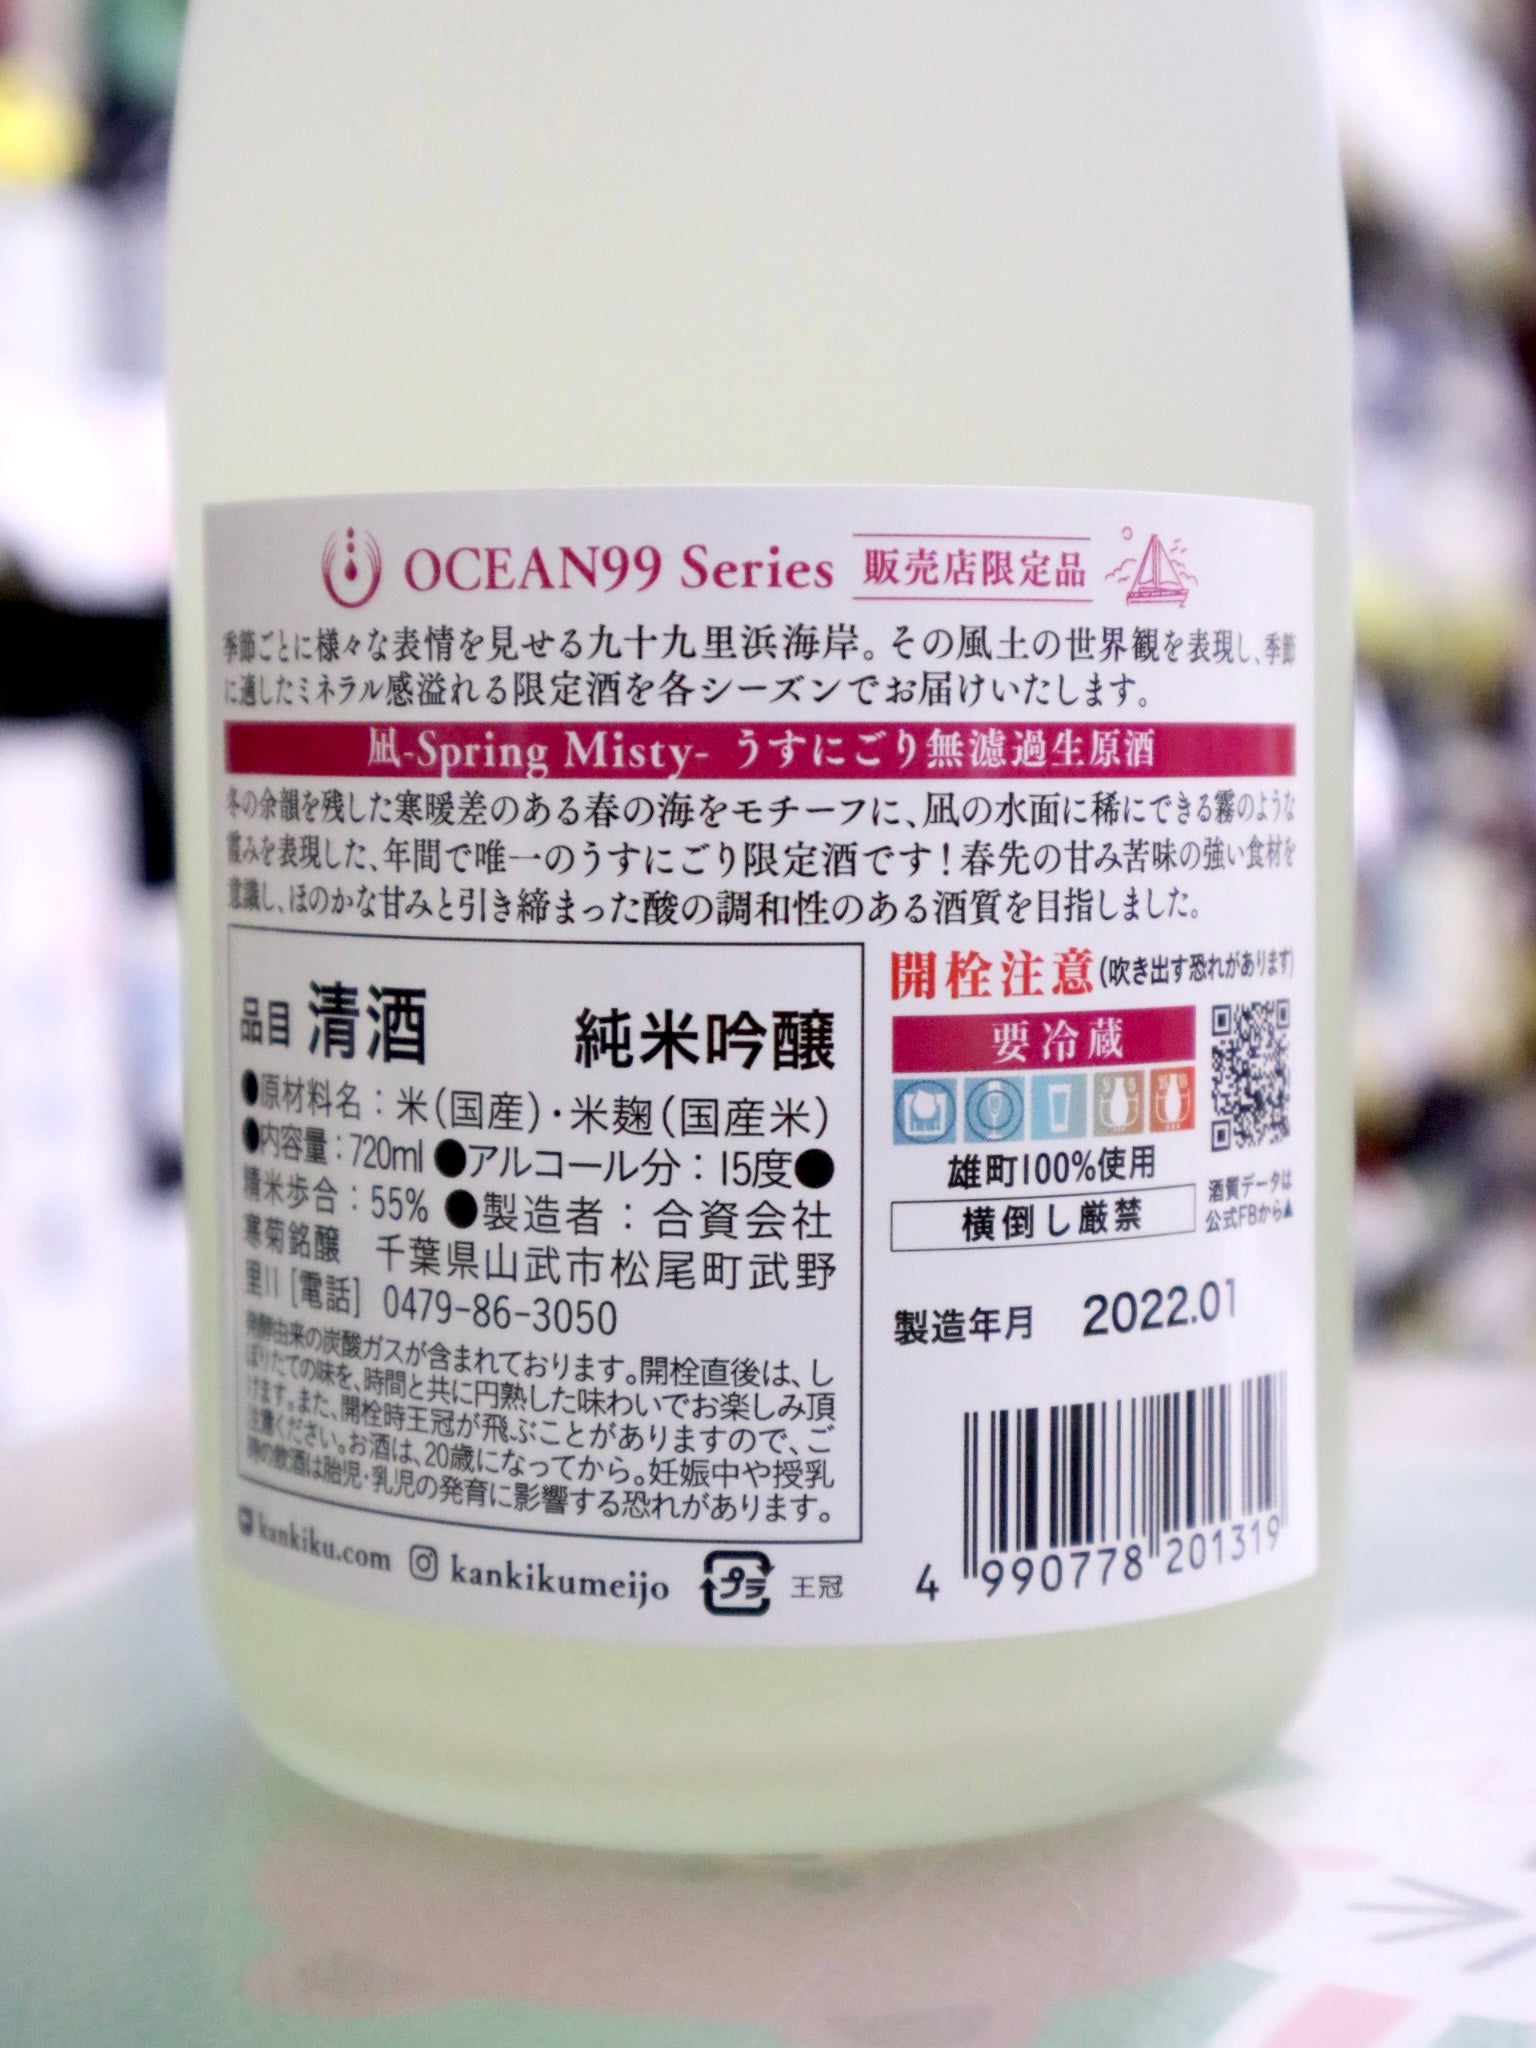 OCEAN99 Series 販売店限定品
季節ごとに様々な表情を見せる九十九里浜海岸。その風土の世界観を表現し、季節
に適したミネラル感溢れる限定酒を各シーズンでお届けいたします。
凪-Spring Misty- うすにごり無濾過生原酒
冬の余韻を残した寒暖差のある春の海をモチーフに、凪の水面に稀にできる霧のような
霞みを表現した、年間で唯一のうすにごり限定酒です！春先の甘み苦味の強い食材を
意識し、ほのかな甘みと引き締まった酸の調和性のある酒質を目指しました。
品目 清酒 純米吟醸
●原材料名：米（国産）・米麹（国産米）
●内容量：720ml ●アルコール分：15度●
精米歩合：55% ●製造者：合資会社
寒菊銘醸 千葉県山武市松尾町武野
里11 [電話] 0479-86-3050
発酵由来の炭酸ガスが含まれております。開栓直後は、し
ぼりたての味を、時間と共に円熟した味わいでお楽しみ頂
けます。また、開栓時王冠が飛ぶことがありますので、ご
注意ください。お酒は、20歳になってから。妊娠中や授乳
期の飲酒は胎児・乳児の発育に影響する恐れがあります。
kankiku.com kankikumeijo プラ 王冠
開栓注意(吹き出す恐れがあります)
要冷蔵
雄町100%使用
横倒し厳禁
酒質データは
公式FBから▲
製造年月 2022.01
4 990778 201319